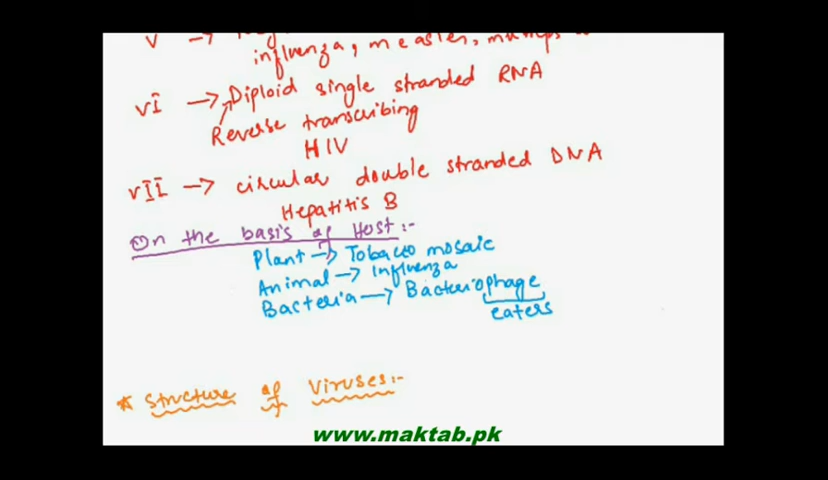 V →
influenza, measles, mumps
VI → Diploid single stranded RNA
Reverse transcribing
HIV
VII → circular double stranded DNA
Hepatitis B
On the basis of Host:-
Plant → Tobacco mosaic
Animal → Influenza
Bacteria → Bacteriophage
eaters
* Structure of Viruses:-
www.maktab.pk